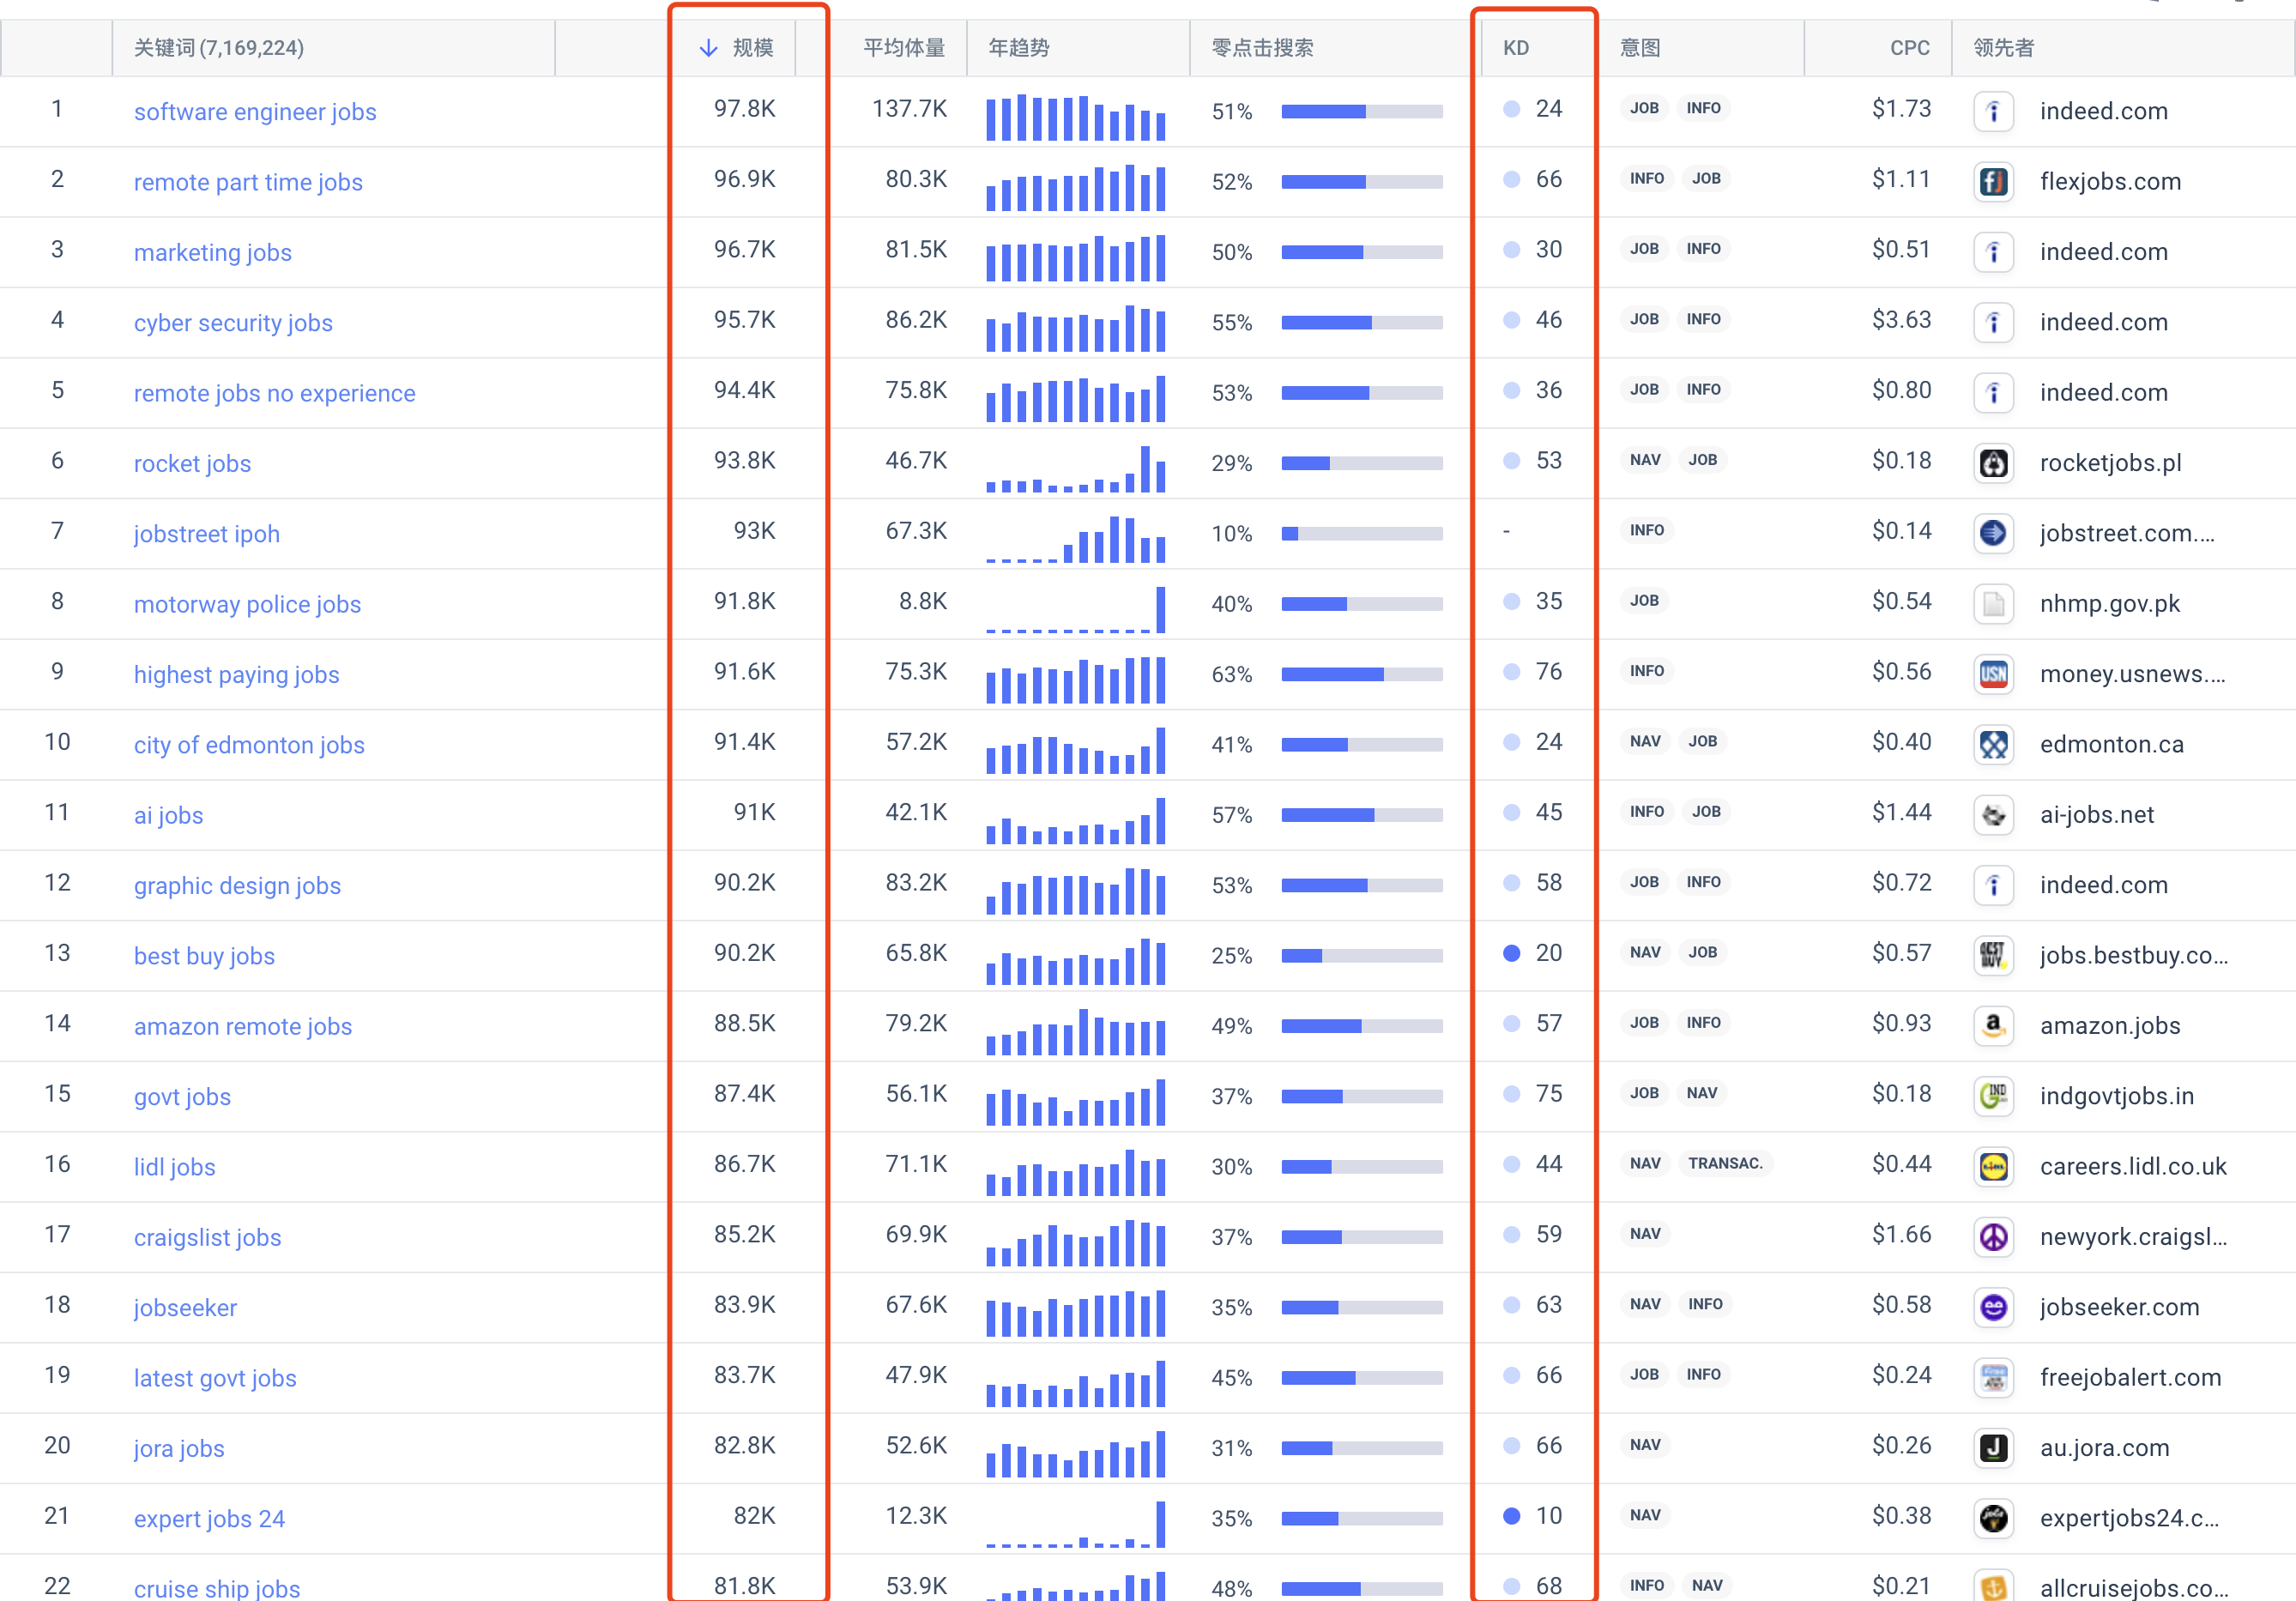 关键词 (7,169,224) ↓ 规模 平均体量 年趋势 零点击搜索 KD 意图 CPC 领先者
1 software engineer jobs 97.8K 137.7K 51% 24 JOB INFO $1.73 indeed.com
2 remote part time jobs 96.9K 80.3K 52% 66 INFO JOB $1.11 flexjobs.com
3 marketing jobs 96.7K 81.5K 50% 30 JOB INFO $0.51 indeed.com
4 cyber security jobs 95.7K 86.2K 55% 46 JOB INFO $3.63 indeed.com
5 remote jobs no experience 94.4K 75.8K 53% 36 JOB INFO $0.80 indeed.com
6 rocket jobs 93.8K 46.7K 29% 53 NAV JOB $0.18 rocketjobs.pl
7 jobstreet ipoh 93K 67.3K 10% - INFO $0.14 jobstreet.com....
8 motorway police jobs 91.8K 8.8K 40% 35 JOB $0.54 nhmp.gov.pk
9 highest paying jobs 91.6K 75.3K 63% 76 INFO $0.56 USN money.usnews....
10 city of edmonton jobs 91.4K 57.2K 41% 24 NAV JOB $0.40 edmonton.ca
11 ai jobs 91K 42.1K 57% 45 INFO JOB $1.44 ai-jobs.net
12 graphic design jobs 90.2K 83.2K 53% 58 JOB INFO $0.72 indeed.com
13 best buy jobs 90.2K 65.8K 25% 20 NAV JOB $0.57 BEST BUY jobs.bestbuy.co...
14 amazon remote jobs 88.5K 79.2K 49% 57 JOB INFO $0.93 a amazon.jobs
15 govt jobs 87.4K 56.1K 37% 75 JOB NAV $0.18 IND indgovtjobs.in
16 lidl jobs 86.7K 71.1K 30% 44 NAV TRANSAC. $0.44 careers.lidl.co.uk
17 craigslist jobs 85.2K 69.9K 37% 59 NAV $1.66 newyork.craigsl...
18 jobseeker 83.9K 67.6K 35% 63 NAV INFO $0.58 jobseeker.com
19 latest govt jobs 83.7K 47.9K 45% 66 JOB INFO $0.24 freejobalert.com
20 jora jobs 82.8K 52.6K 31% 66 NAV $0.26 J au.jora.com
21 expert jobs 24 82K 12.3K 35% 10 NAV $0.38 expertjobs24.c...
22 cruise ship jobs 81.8K 53.9K 48% 68 INFO NAV $0.21 allcruisejobs.co...